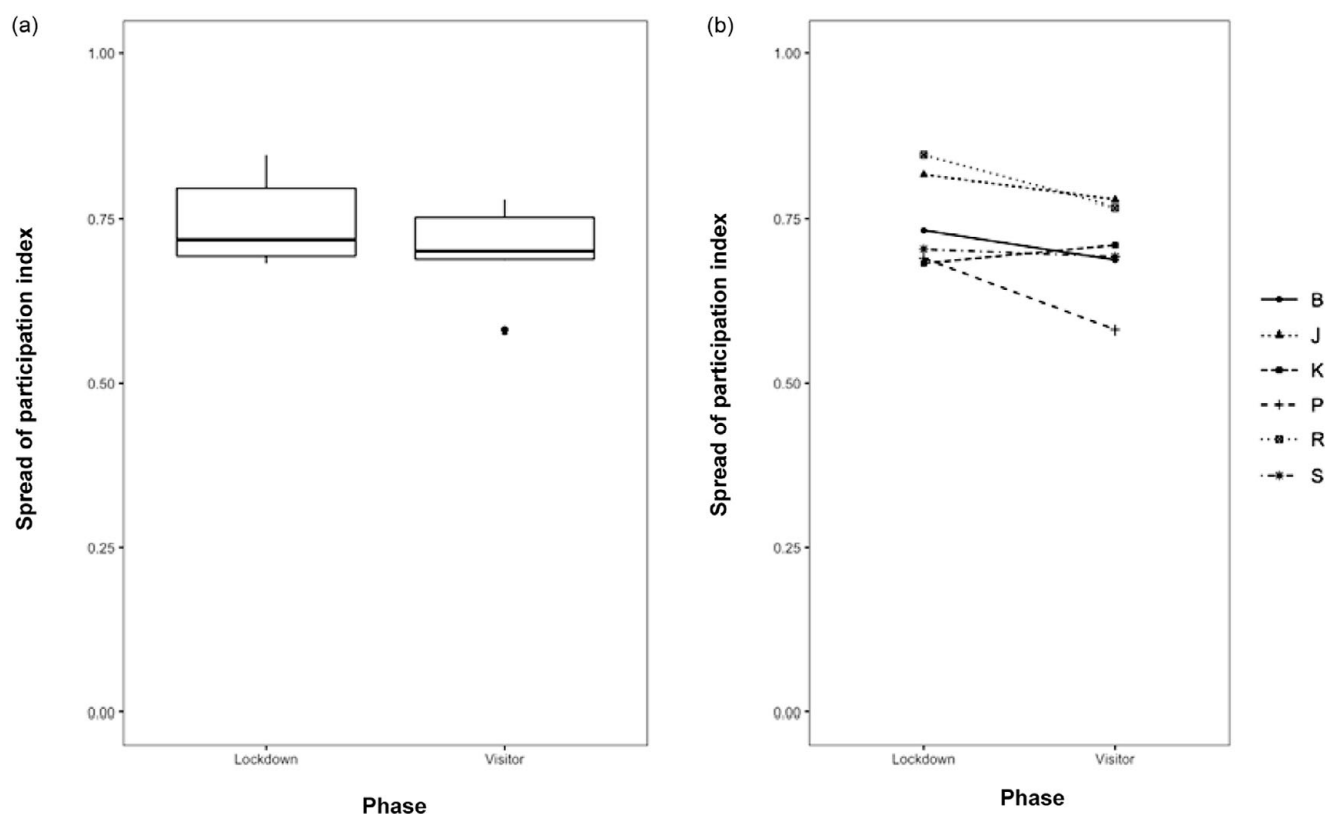 (a)
Spread of participation index
1.00
0.75
0.50
0.25
0.00
Lockdown
Visitor
Phase
(b)
Spread of participation index
1.00
0.75
0.50
0.25
0.00
Lockdown
Visitor
Phase
B
J
K
P
R
S